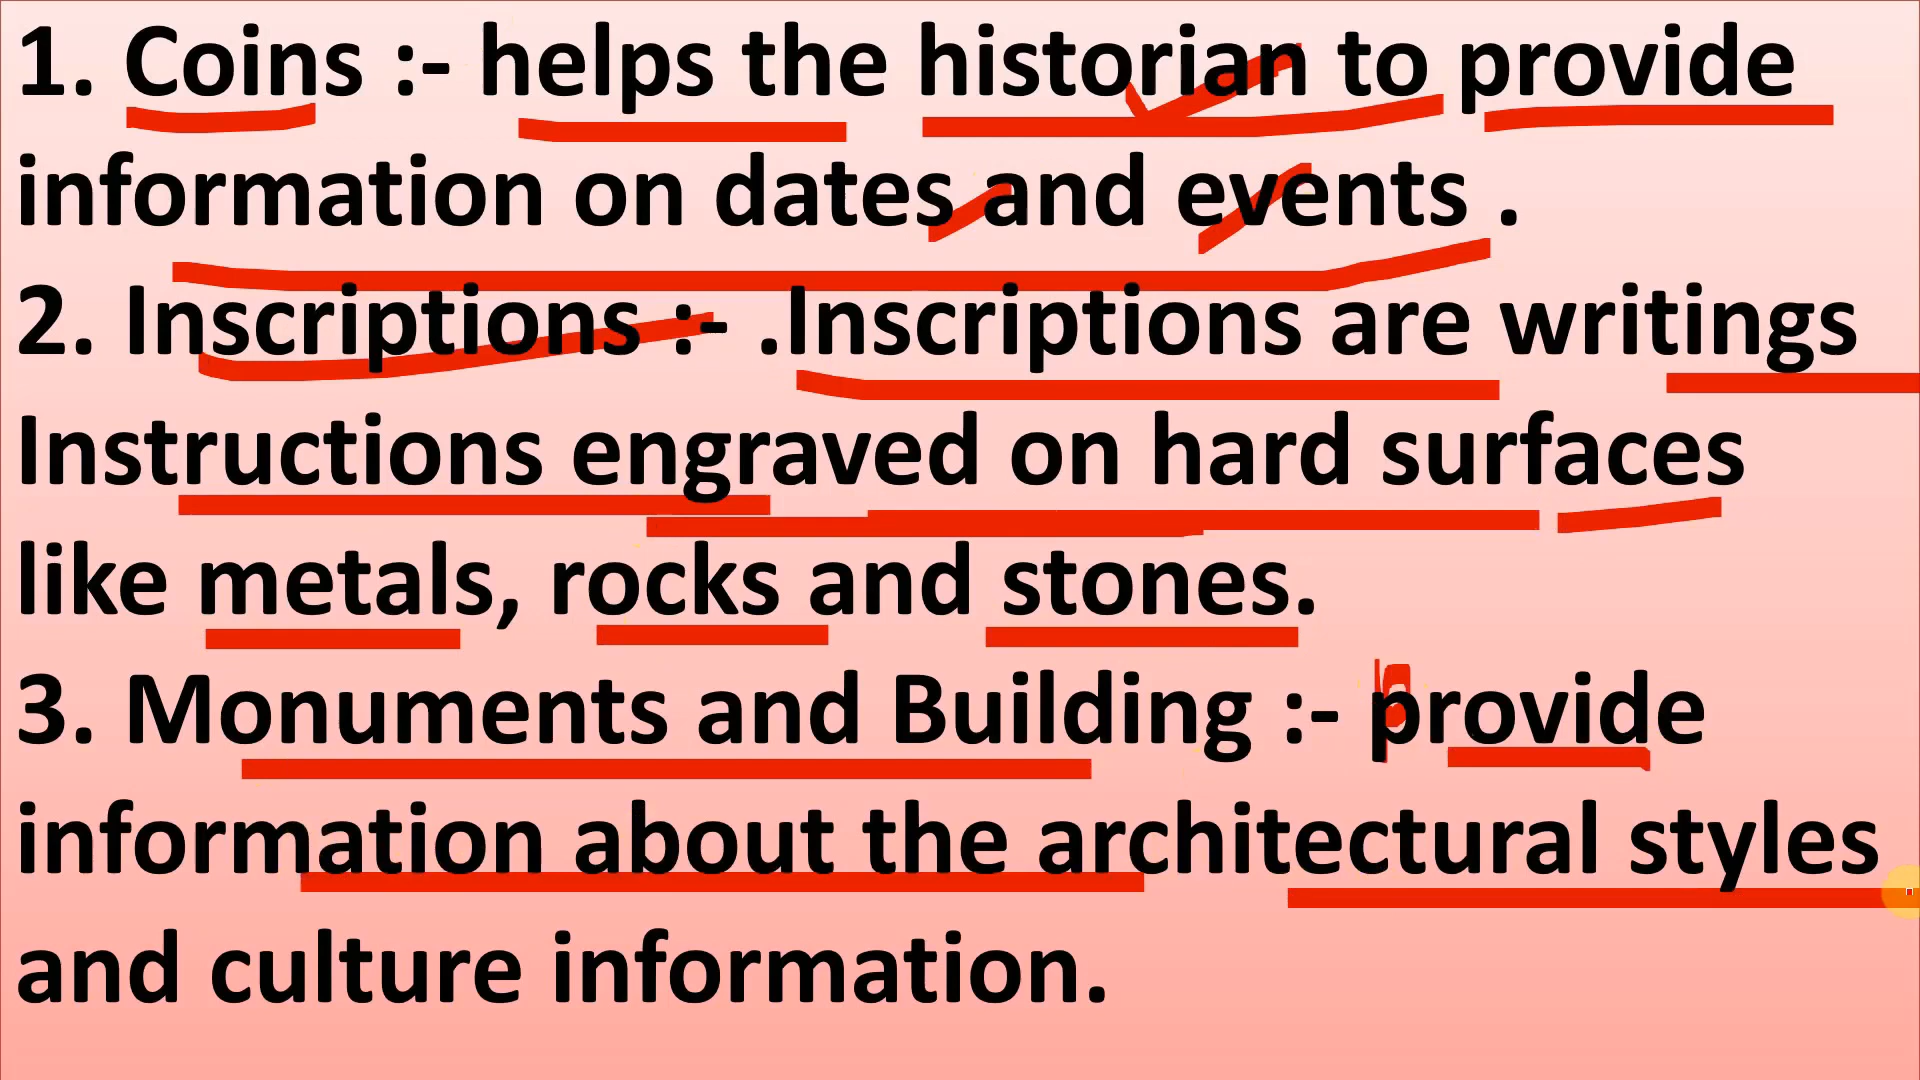 1. Coins :- helps the historian to provide
information on dates and events .
2. Inscriptions :- .Inscriptions are writings
Instructions engraved on hard surfaces
like metals, rocks and stones.
3. Monuments and Building :- provide
information about the architectural styles
and culture information.